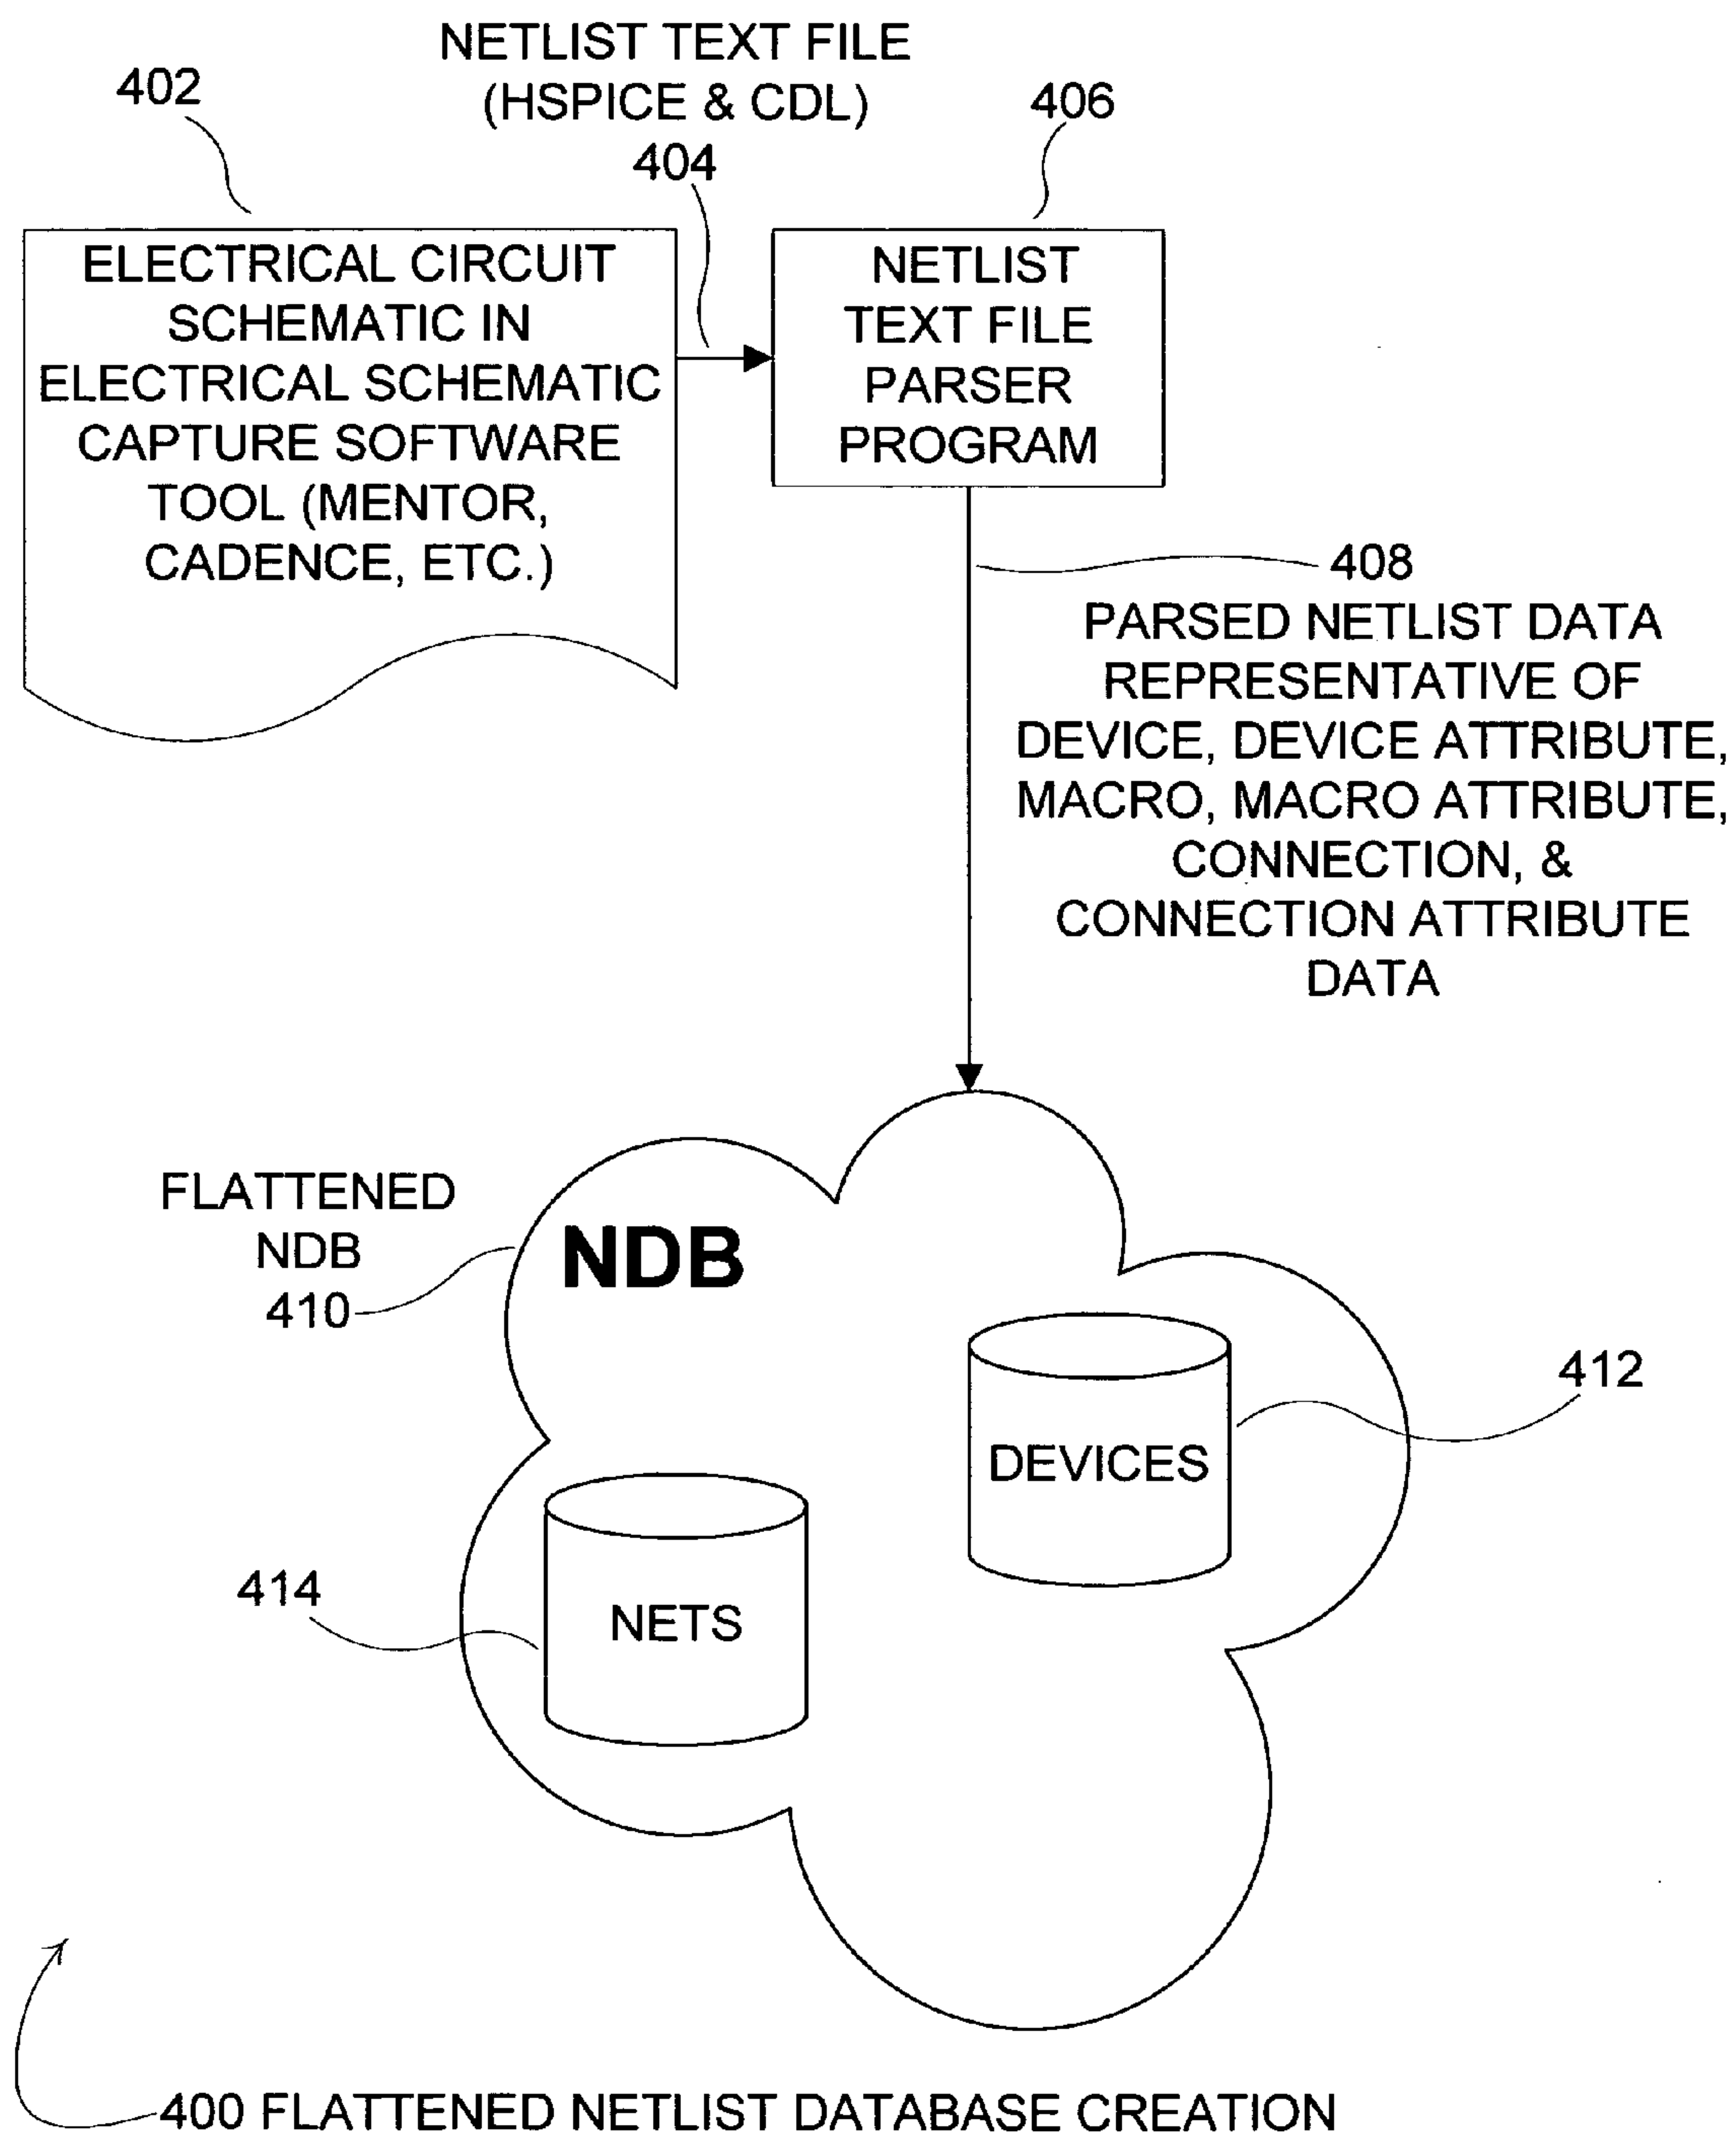 NETLIST TEXT FILE
(HSPICE & CDL)
404
402
406
ELECTRICAL CIRCUIT
SCHEMATIC IN
ELECTRICAL SCHEMATIC
CAPTURE SOFTWARE
TOOL (MENTOR,
CADENCE, ETC.)
NETLIST
TEXT FILE
PARSER
PROGRAM
408
PARSED NETLIST DATA
REPRESENTATIVE OF
DEVICE, DEVICE ATTRIBUTE,
MACRO, MACRO ATTRIBUTE,
CONNECTION, &
CONNECTION ATTRIBUTE
DATA
FLATTENED
NDB
410
NDB
412
DEVICES
414
NETS
400 FLATTENED NETLIST DATABASE CREATION